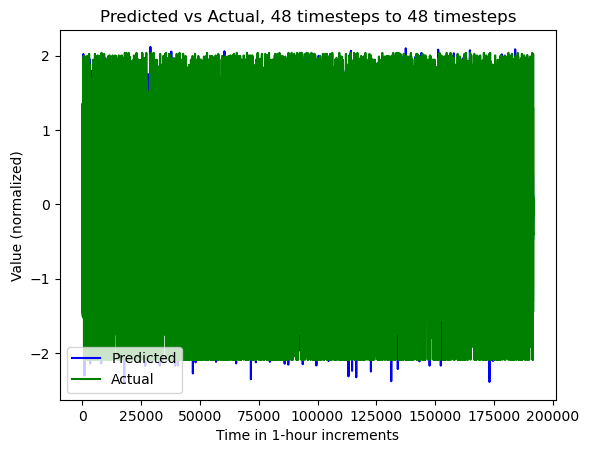 Predicted vs Actual, 48 timesteps to 48 timesteps
Value (normalized)
2
1
0
−1
−2
Predicted
Actual
0 25000 50000 75000 100000 125000 150000 175000 200000
Time in 1-hour increments